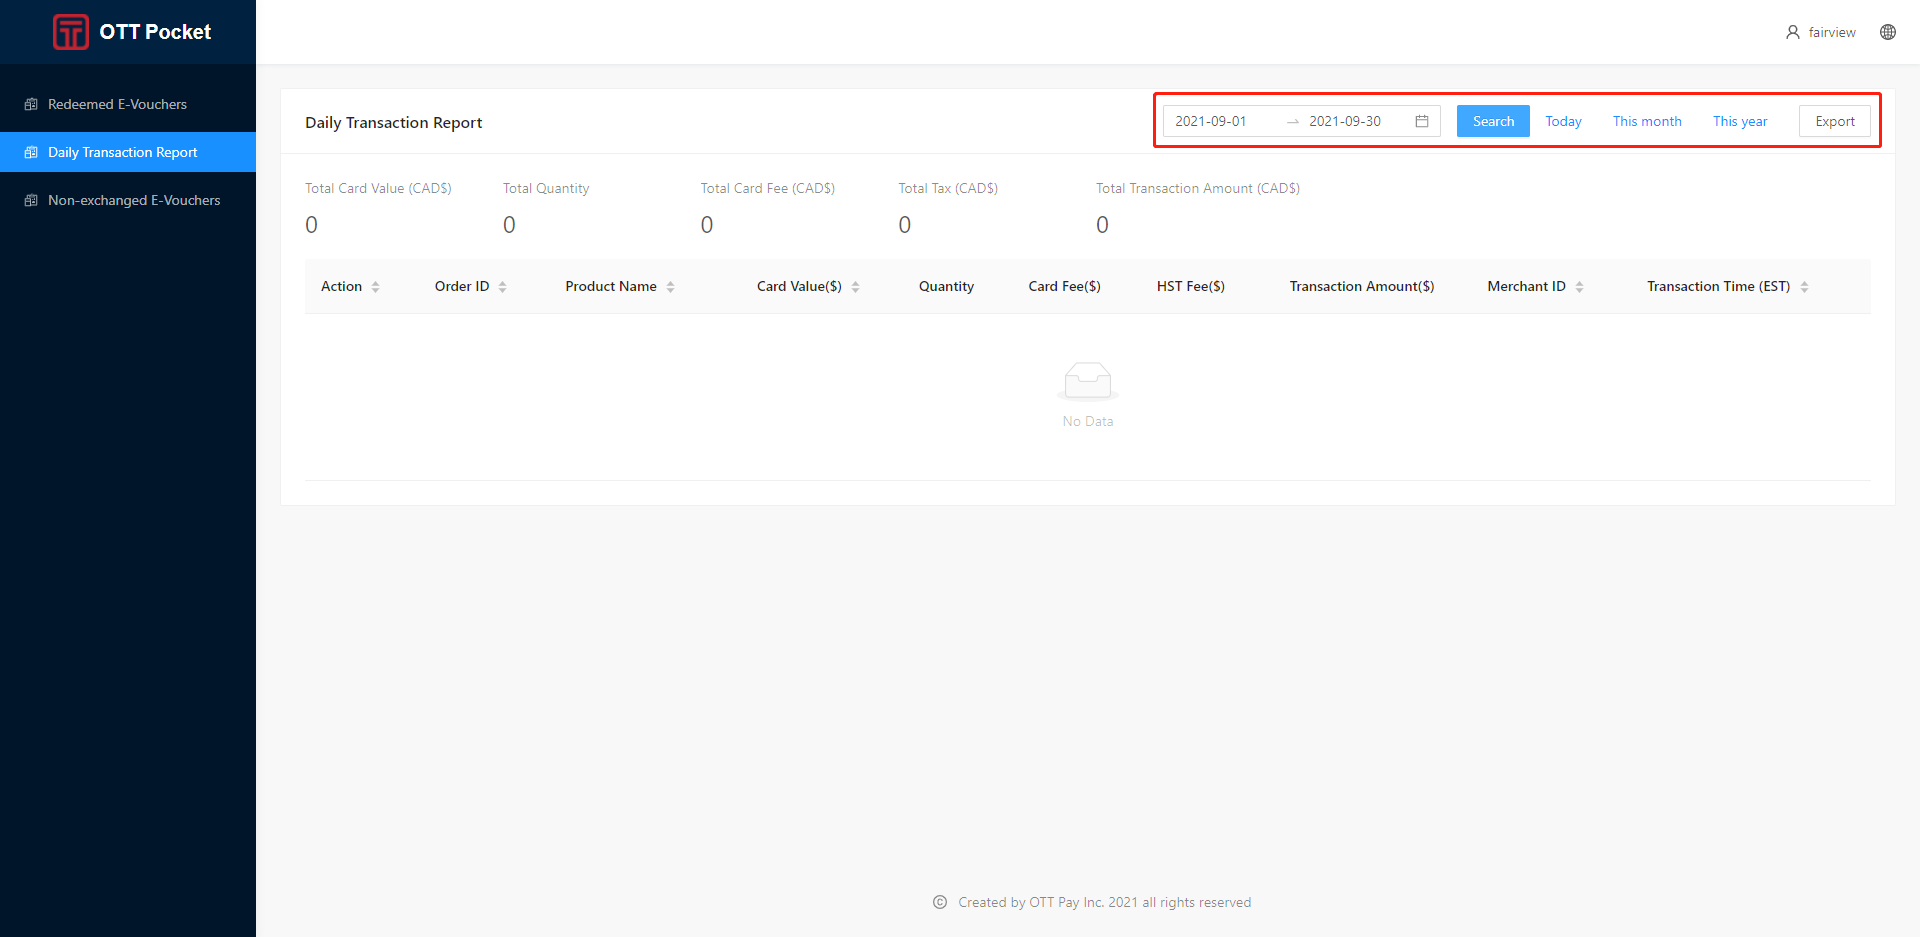 OTT Pocket
fairview
Redeemed E-Vouchers
Daily Transaction Report
Non-exchanged E-Vouchers
Daily Transaction Report
2021-09-01 → 2021-09-30 Search Today This month This year Export
Total Card Value (CAD$) Total Quantity Total Card Fee (CAD$) Total Tax (CAD$) Total Transaction Amount (CAD$)
0 0 0 0 0
Action Order ID Product Name Card Value($) Quantity Card Fee($) HST Fee($) Transaction Amount($) Merchant ID Transaction Time (EST)
No Data
© Created by OTT Pay Inc. 2021 all rights reserved